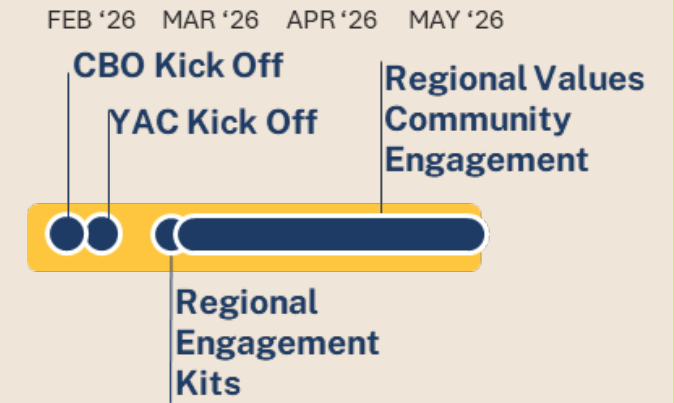 FEB ‘26 MAR ‘26 APR ‘26 MAY ‘26
CBO Kick Off
YAC Kick Off
Regional Values
Community
Engagement
Regional
Engagement
Kits